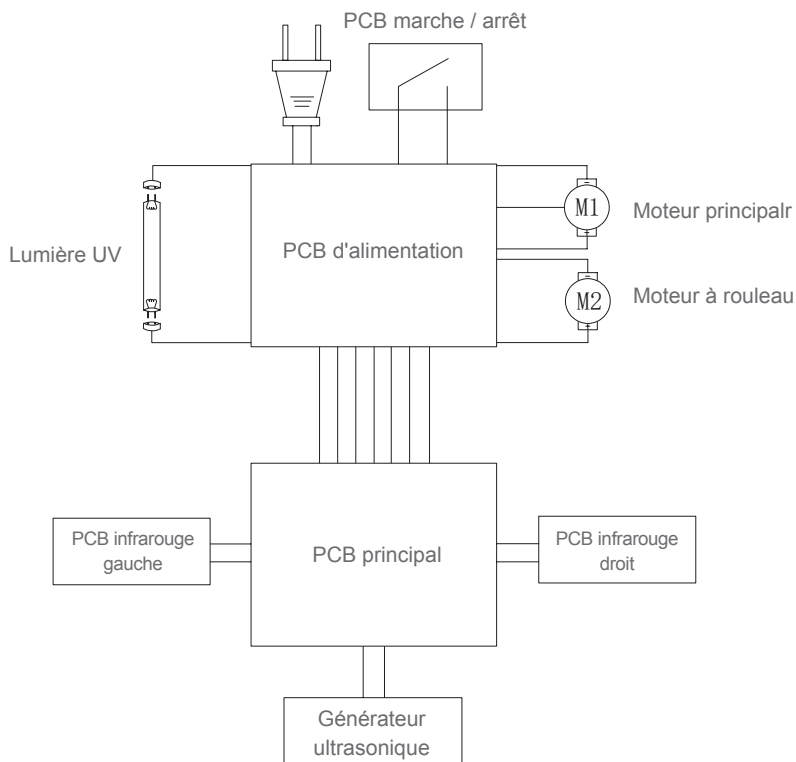 PCB marche / arrêt
Lumière UV
PCB d'alimentation
M1
Moteur principalr
M2
Moteur à rouleau
PCB infrarouge
gauche
PCB principal
PCB infrarouge
droit
Générateur
ultrasonique